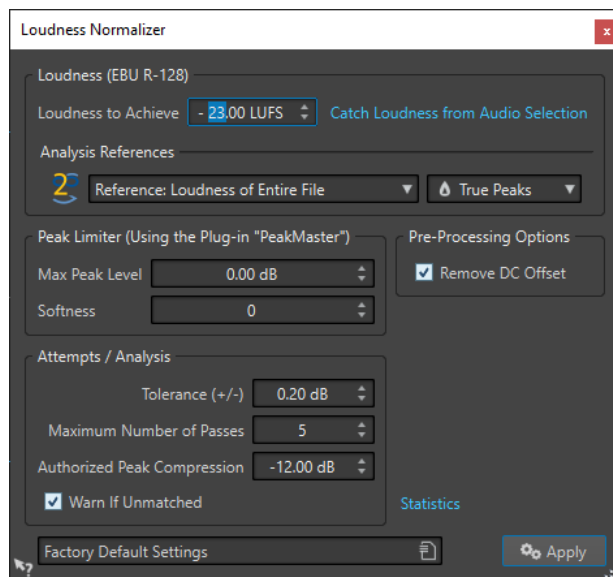 Loudness Normalizer
x
Loudness (EBU R-128)
Loudness to Achieve - 23.00 LUFS Catch Loudness from Audio Selection
Analysis References
Reference: Loudness of Entire File True Peaks
Peak Limiter (Using the Plug-in "PeakMaster") Pre-Processing Options
Max Peak Level 0.00 dB Remove DC Offset
Softness 0
Attempts / Analysis
Tolerance (+/-) 0.20 dB
Maximum Number of Passes 5
Authorized Peak Compression -12.00 dB
Warn If Unmatched Statistics
Factory Default Settings Apply
?